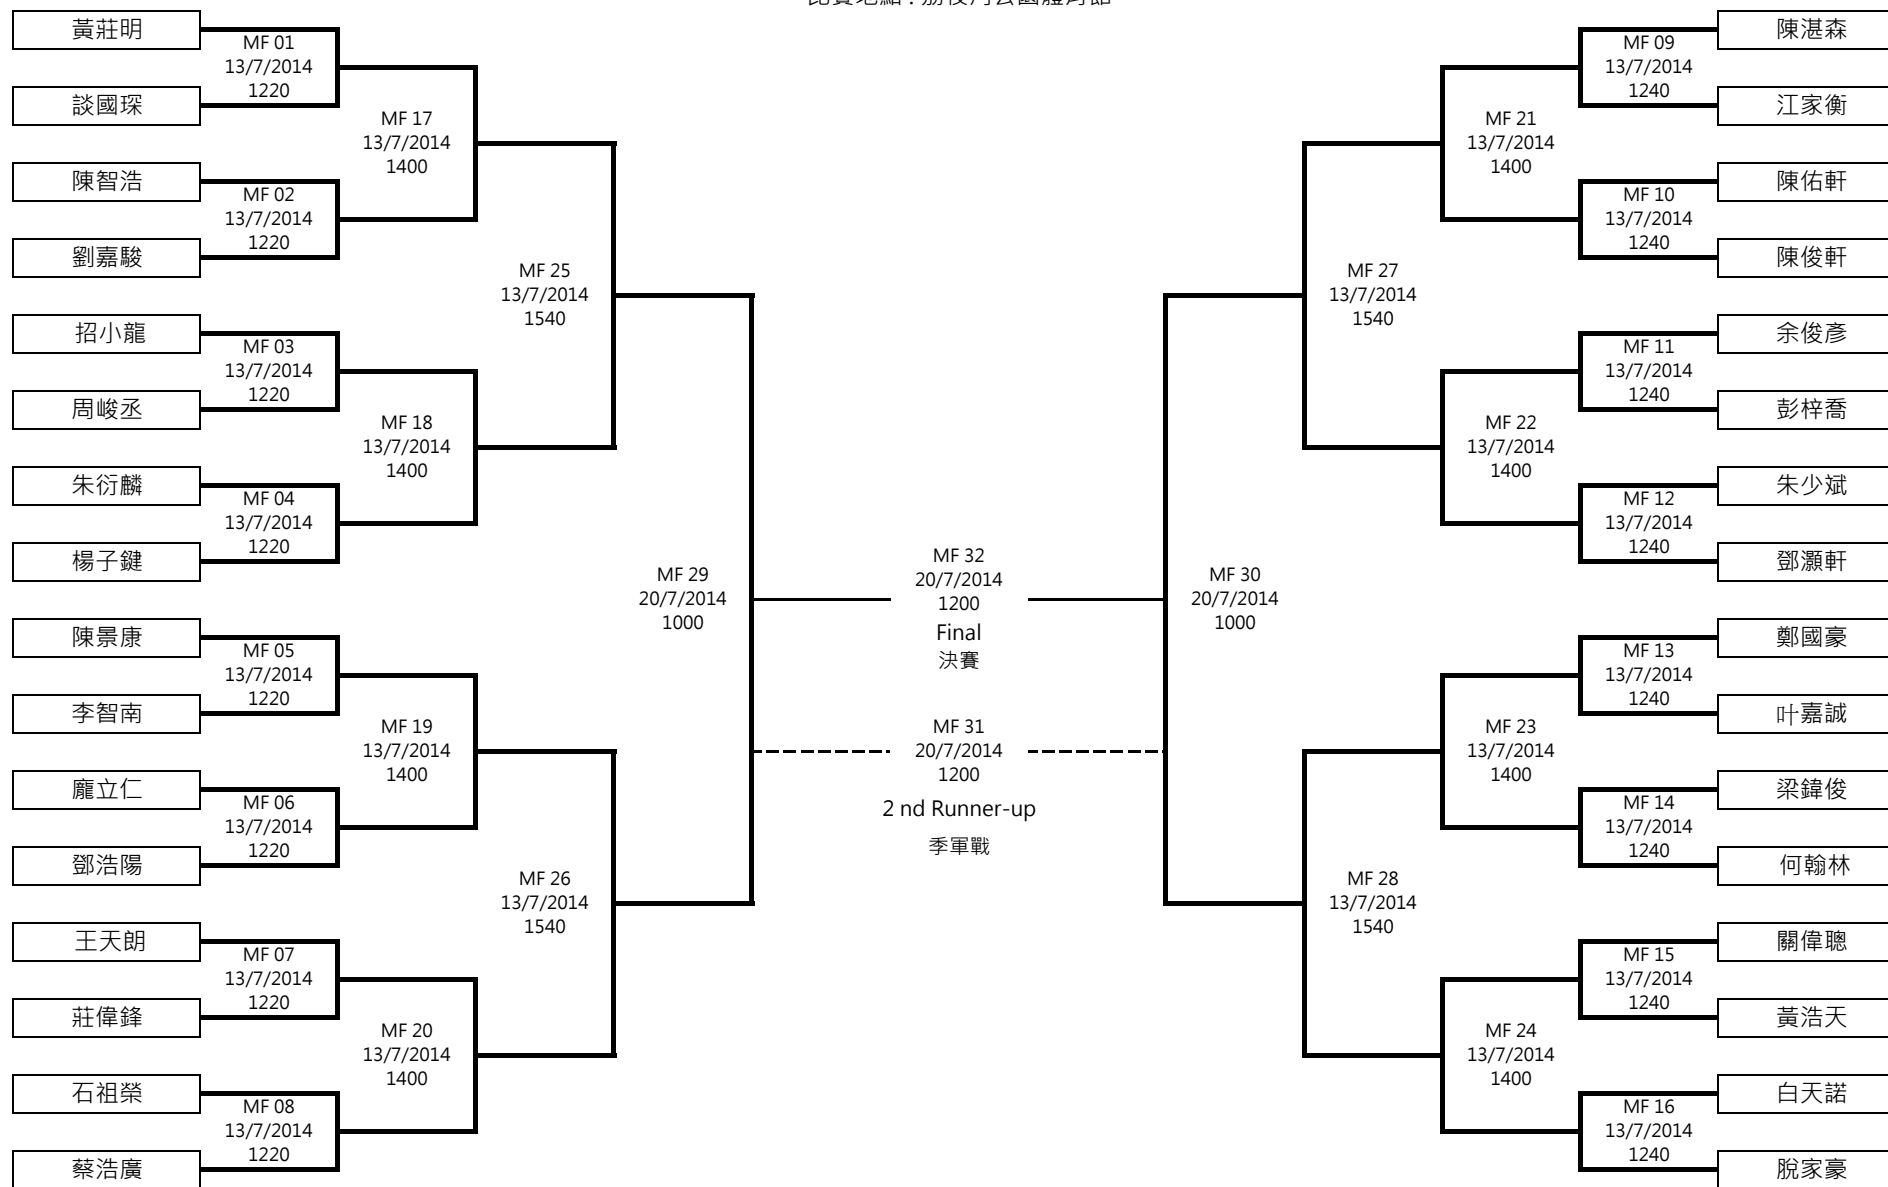 黃莊明
MF 01
13/7/2014
1220
談國琛
MF 17
13/7/2014
1400
陳智浩
MF 02
13/7/2014
1220
劉嘉駿
MF 25
13/7/2014
1540
招小龍
MF 03
13/7/2014
1220
周峻丞
MF 18
13/7/2014
1400
朱衍麟
MF 04
13/7/2014
1220
楊子鍵
MF 29
20/7/2014
1000
陳景康
MF 05
13/7/2014
1220
李智南
MF 19
13/7/2014
1400
龐立仁
MF 06
13/7/2014
1220
鄧浩陽
MF 26
13/7/2014
1540
王天朗
MF 07
13/7/2014
1220
莊偉鋒
MF 20
13/7/2014
1400
石祖榮
MF 08
13/7/2014
1220
蔡浩廣
MF 32
20/7/2014
1200
Final
決賽
MF 31
20/7/2014
1200
2 nd Runner-up
季軍戰
陳湛森
MF 09
13/7/2014
1240
江家衡
MF 21
13/7/2014
1400
陳佑軒
MF 10
13/7/2014
1240
陳俊軒
MF 27
13/7/2014
1540
余俊彥
MF 11
13/7/2014
1240
彭梓喬
MF 22
13/7/2014
1400
朱少斌
MF 12
13/7/2014
1240
鄧灝軒
MF 30
20/7/2014
1000
鄭國豪
MF 13
13/7/2014
1240
叶嘉誠
MF 23
13/7/2014
1400
梁鍏俊
MF 14
13/7/2014
1240
何翰林
MF 28
13/7/2014
1540
關偉聰
MF 15
13/7/2014
1240
黃浩天
MF 24
13/7/2014
1400
白天諾
MF 16
13/7/2014
1240
脫家豪